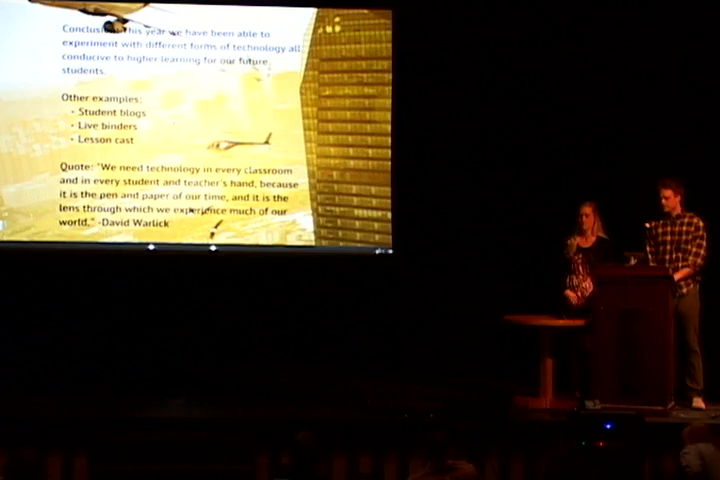 Conclusion: This year we have been able to
experiment with different forms of technology all
conducive to higher learning for our future
students.
Other examples:
- Student blogs
- Live binders
- Lesson cast
Quote: "We need technology in every classroom
and in every student and teacher's hand, because
it is the pen and paper of our time, and it is the
lens through which we experience much of our
world." -David Warlick